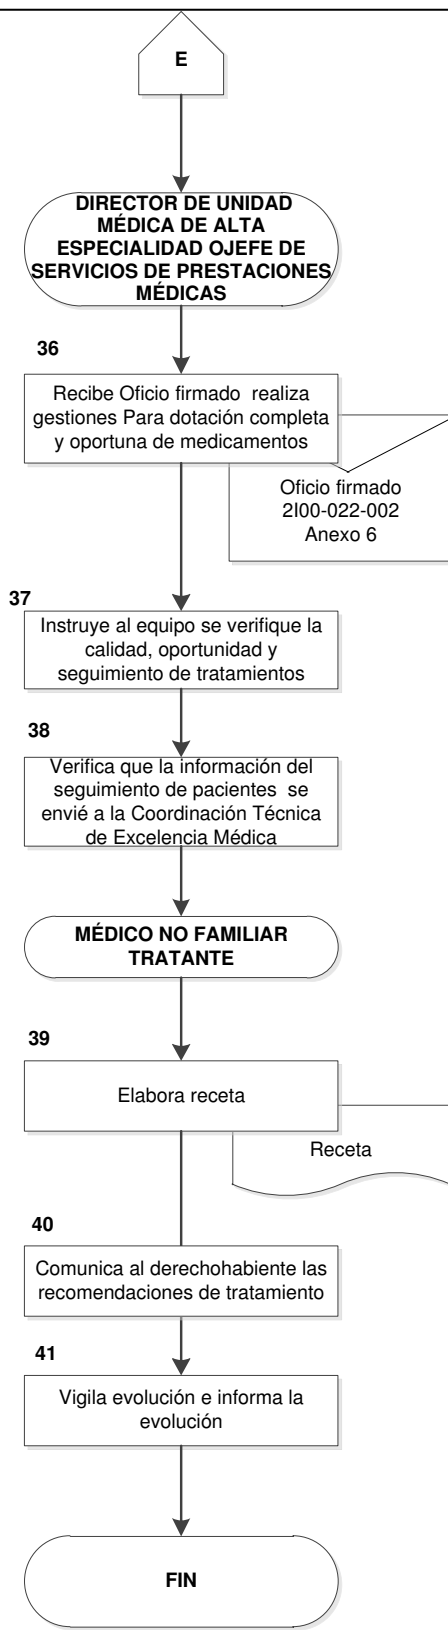 E
DIRECTOR DE UNIDAD
MÉDICA DE ALTA
ESPECIALIDAD OJEFE DE
SERVICIOS DE PRESTACIONES
MÉDICAS
36
Recibe Oficio firmado  realiza
gestiones Para dotación completa
y oportuna de medicamentos
Oficio firmado
2I00-022-002
Anexo 6
37
Instruye al equipo se verifique la
calidad, oportunidad y
seguimiento de tratamientos
38
Verifica que la información del
seguimiento de pacientes  se
envié a la Coordinación Técnica
de Excelencia Médica
MÉDICO NO FAMILIAR
TRATANTE
39
Elabora receta
Receta
40
Comunica al derechohabiente las
recomendaciones de tratamiento
41
Vigila evolución e informa la
evolución
FIN